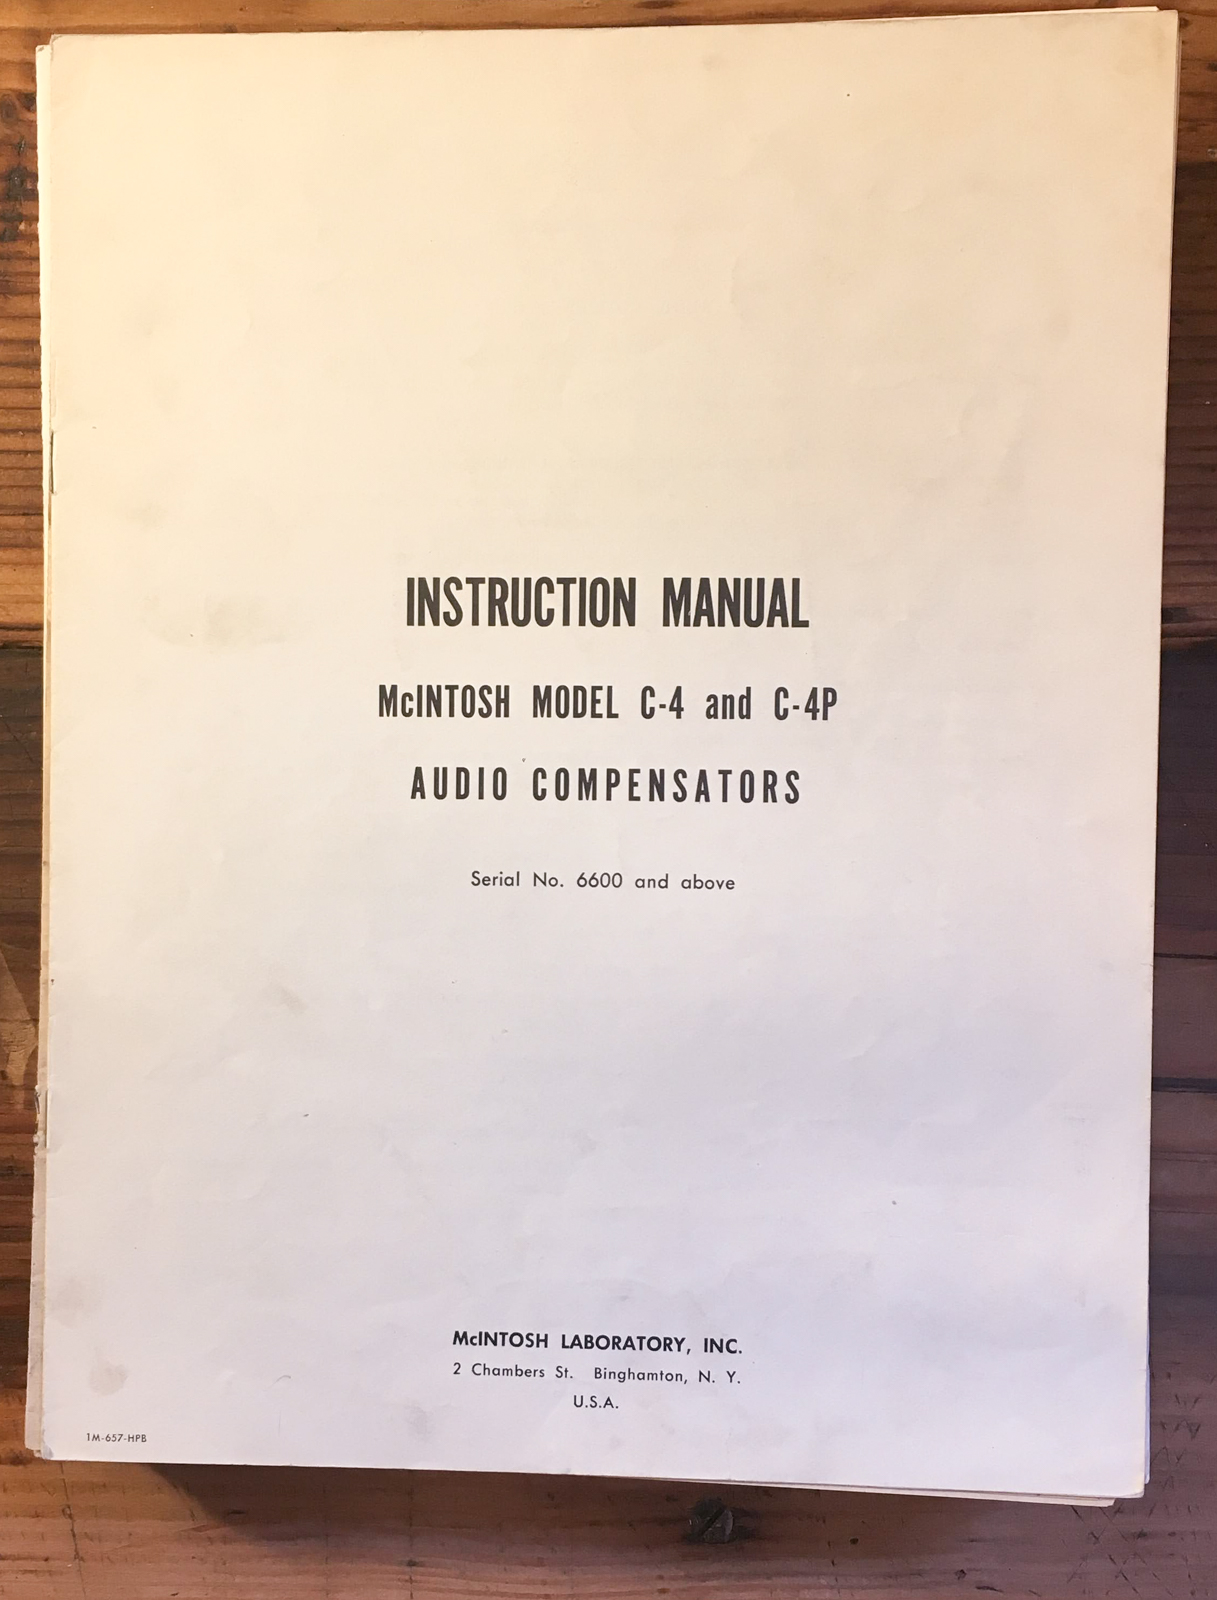 INSTRUCTION MANUAL
McINTOSH MODEL C-4 and C-4P
AUDIO COMPENSATORS
Serial No. 6600 and above
McINTOSH LABORATORY, INC.
2 Chambers St. Binghamton, N. Y.
U.S.A.
1M-657-HPB